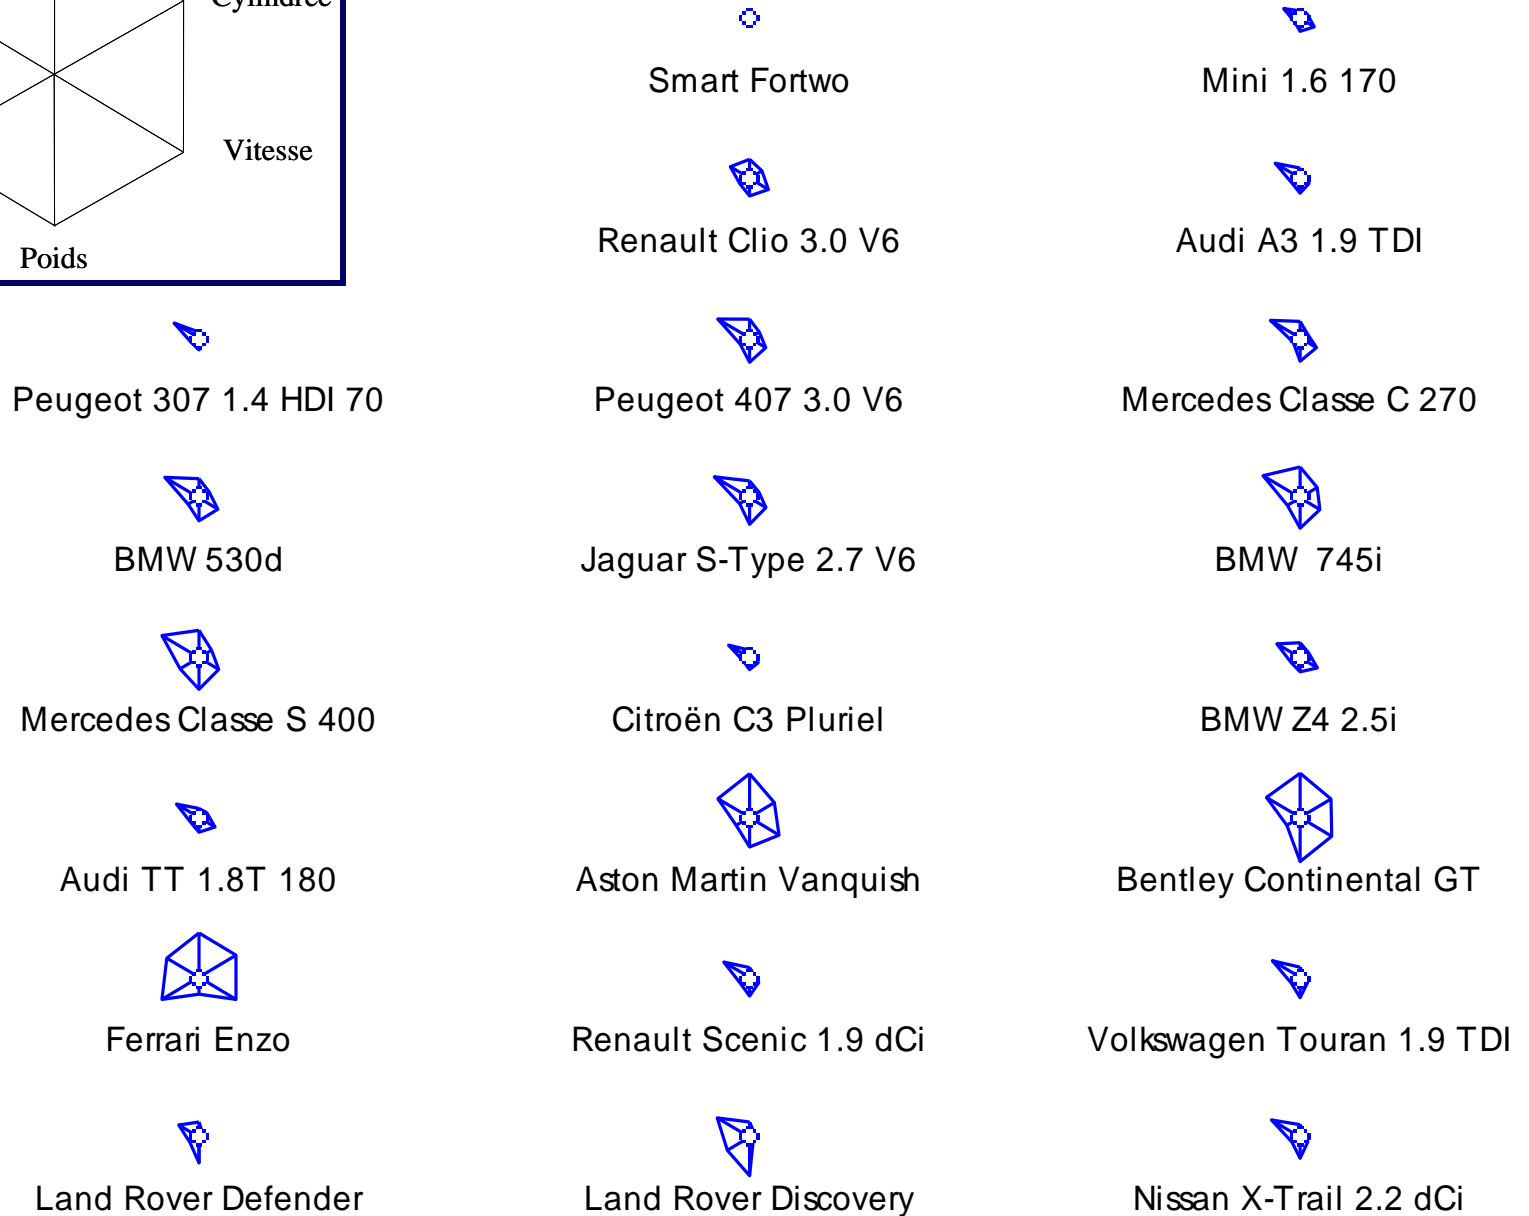 Cylindrée
Smart Fortwo
Mini 1.6 170
Vitesse
Renault Clio 3.0 V6
Audi A3 1.9 TDI
Poids
Peugeot 307 1.4 HDI 70
Peugeot 407 3.0 V6
Mercedes Classe C 270
BMW 530d
Jaguar S-Type 2.7 V6
BMW 745i
Mercedes Classe S 400
Citroën C3 Pluriel
BMW Z4 2.5i
Audi TT 1.8T 180
Aston Martin Vanquish
Bentley Continental GT
Ferrari Enzo
Renault Scenic 1.9 dCi
Volkswagen Touran 1.9 TDI
Land Rover Defender
Land Rover Discovery
Nissan X-Trail 2.2 dCi